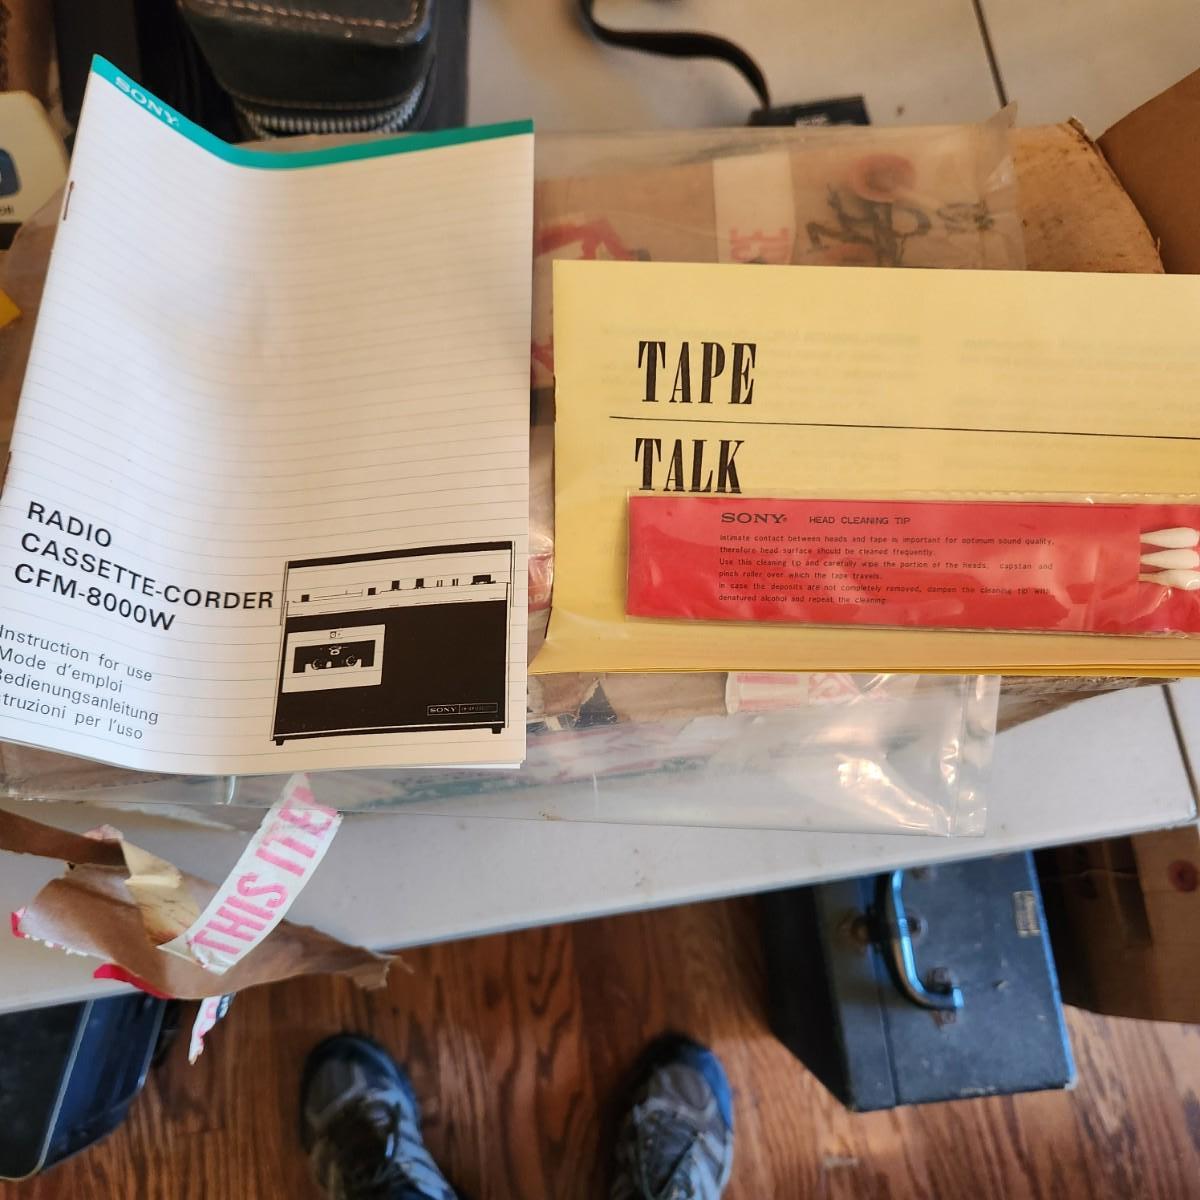 SONY
RADIO
CASSETTE-CORDER
CFM-8000W
Instruction for use
Mode d'emploi
Bedienungsanleitung
struzioni per l'uso
SONY
TAPE
TALK
SONY® HEAD CLEANING TIP
Intimate contact between heads and tape is important for optimum sound quality,
therefore head surface should be cleaned frequently.
Use this cleaning tip and carefully wipe the portion of the heads, capstan and
pinch roller over which the tape travels.
In case the deposits are not completely removed, dampen the cleaning tip with
denatured alcohol and repeat the cleaning.
THIS ITE